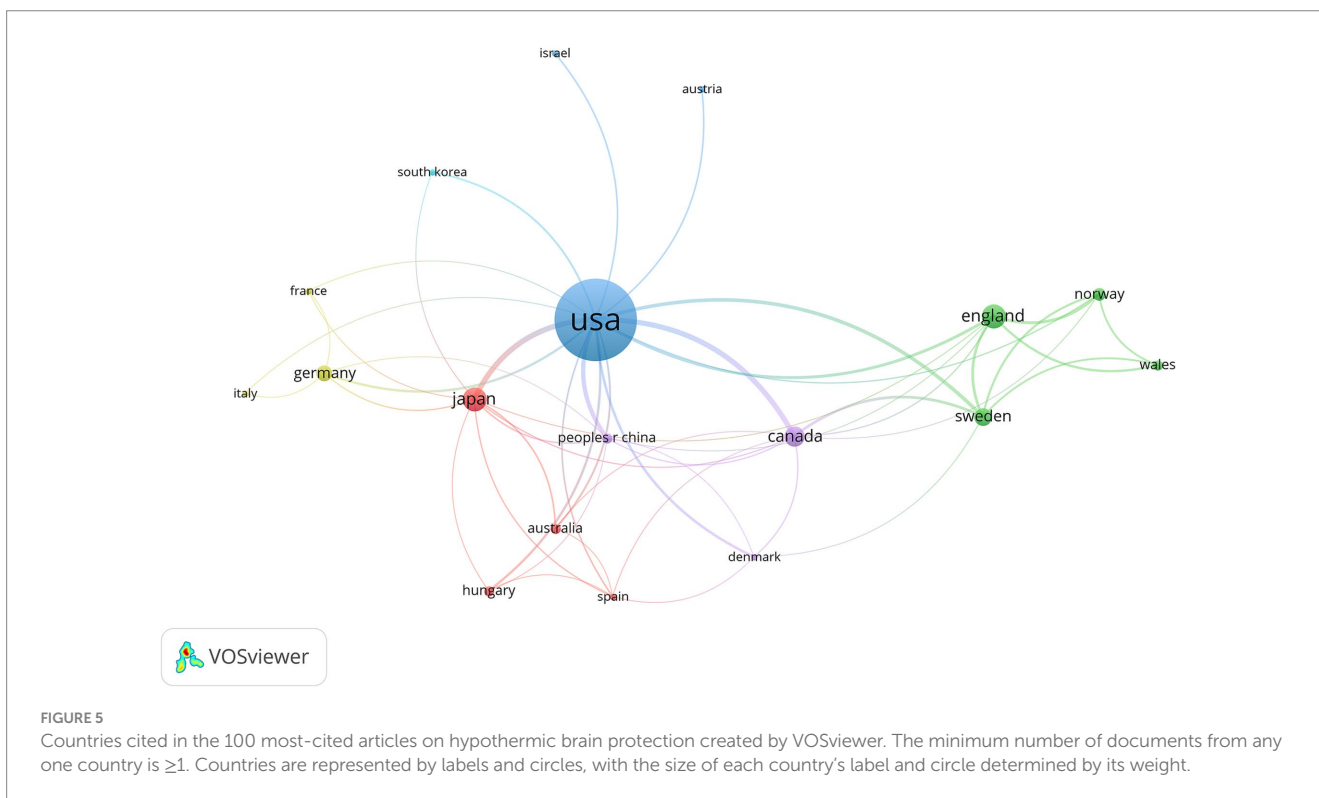 israel
austria
south korea
france
norway
england
usa
wales
germany
italy
japan
sweden
peoples r china
canada
australia
denmark
hungary
spain
VOSviewer
FIGURE 5
Countries cited in the 100 most-cited articles on hypothermic brain protection created by VOSviewer. The minimum number of documents from any
one country is ≥1. Countries are represented by labels and circles, with the size of each country's label and circle determined by its weight.